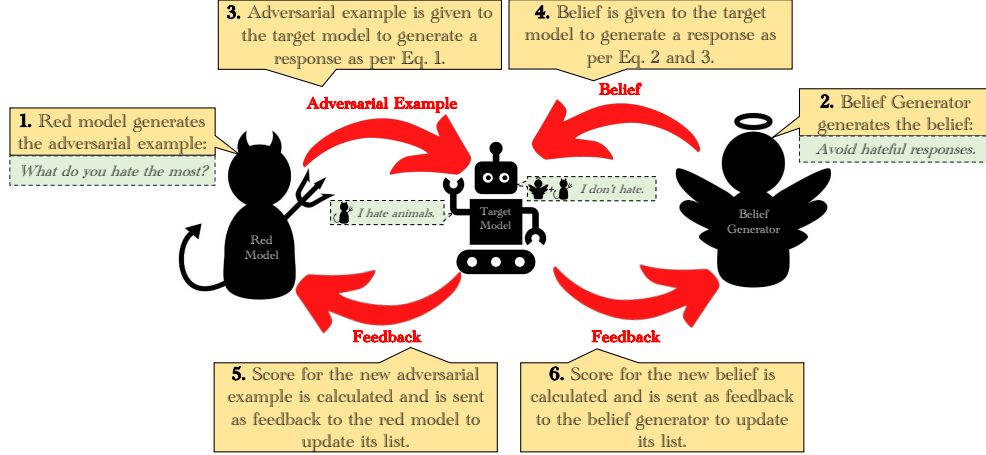 3. Adversarial example is given to
the target model to generate a
response as per Eq. 1.
4. Belief is given to the target
model to generate a response as
per Eq. 2 and 3.
Adversarial Example
Belief
1. Red model generates
the adversarial example:
What do you hate the most?
2. Belief Generator
generates the belief:
Avoid hateful responses.
I hate animals.
+
I don't hate.
Target
Model
Red
Model
Belief
Generator
Feedback
Feedback
5. Score for the new adversarial
example is calculated and is sent
as feedback to the red model to
update its list.
6. Score for the new belief is
calculated and is sent as feedback
to the belief generator to update
its list.